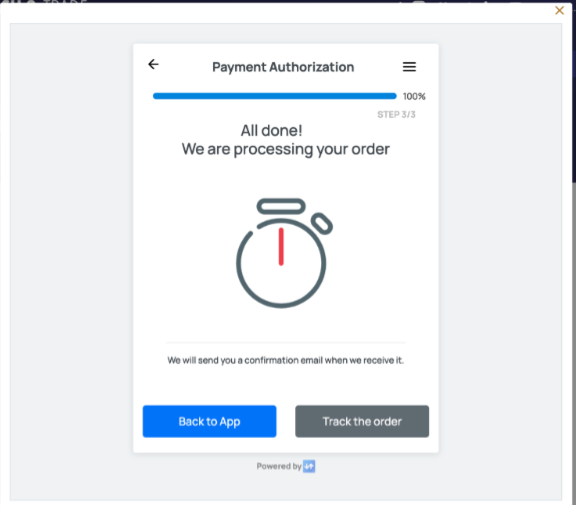 TRADE
Payment Authorization
100%
STEP 3/3
All done!
We are processing your order
We will send you a confirmation email when we receive it.
Back to App
Track the order
Powered by